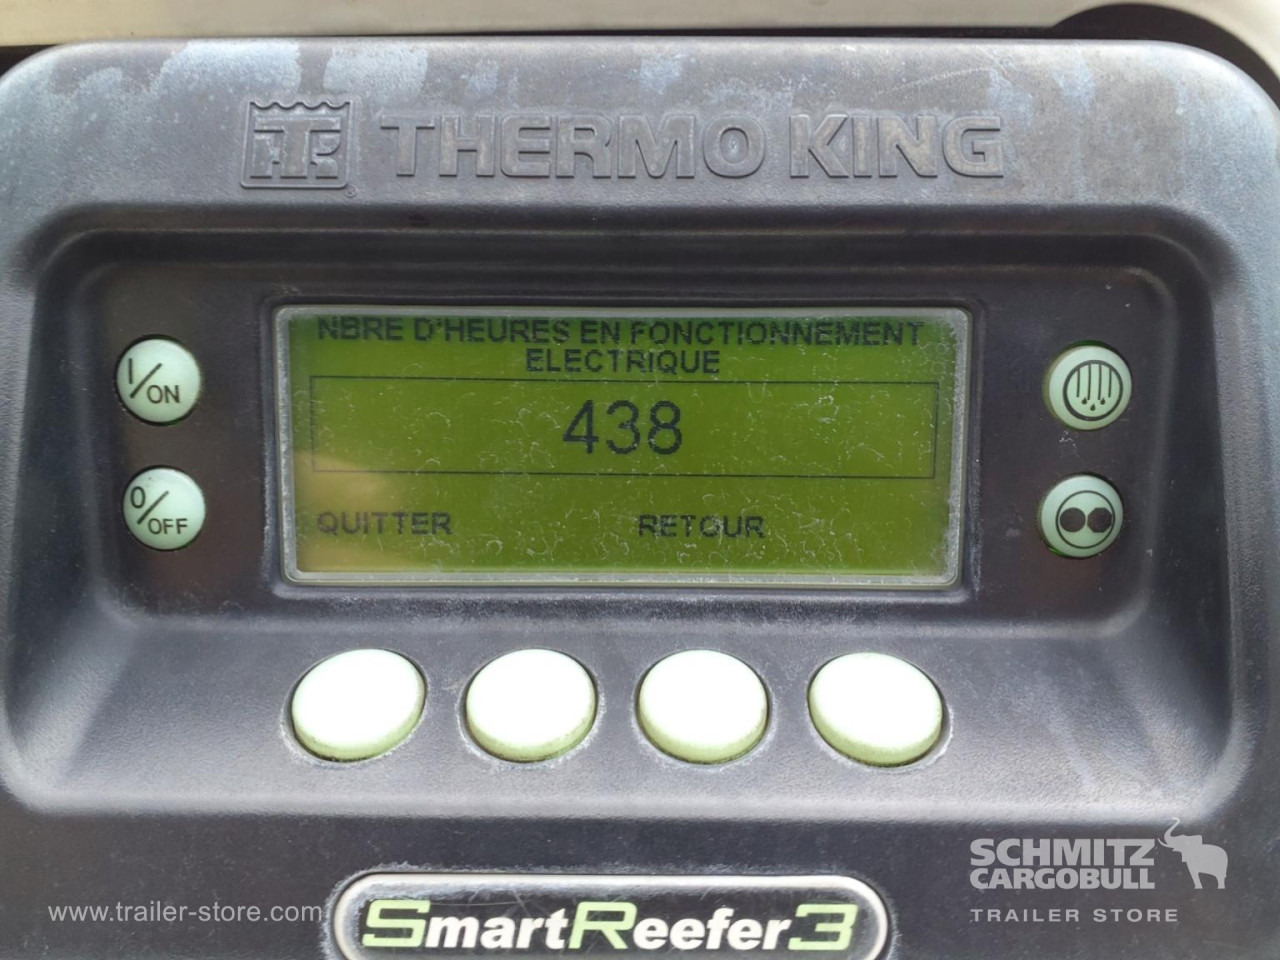 TK
®
THERMO KING
NBRE D'HEURES EN FONCTIONNEMENT
ELECTRIQUE
438
QUITTER RETOUR
I/ON
O/OFF
SCHMITZ
CARGOBULL
TRAILER STORE
www.trailer-store.com
SmartReefer3